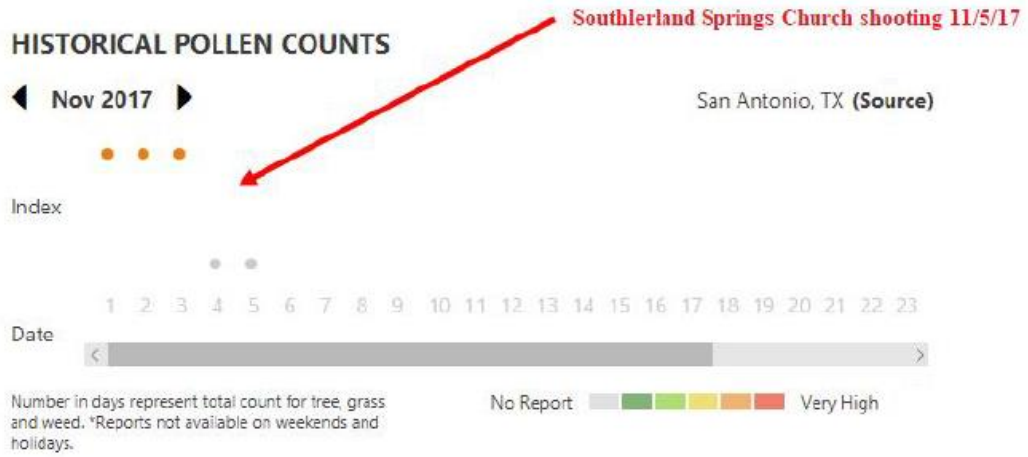 Southlerland Springs Church shooting 11/5/17
HISTORICAL POLLEN COUNTS
Nov 2017
San Antonio, TX (Source)
Index
1 2 3 4 5 6 7 8 9 10 11 12 13 14 15 16 17 18 19 20 21 22 23
Date
Number in days represent total count for tree, grass
and weed. *Reports not available on weekends and
holidays.
No Report
Very High